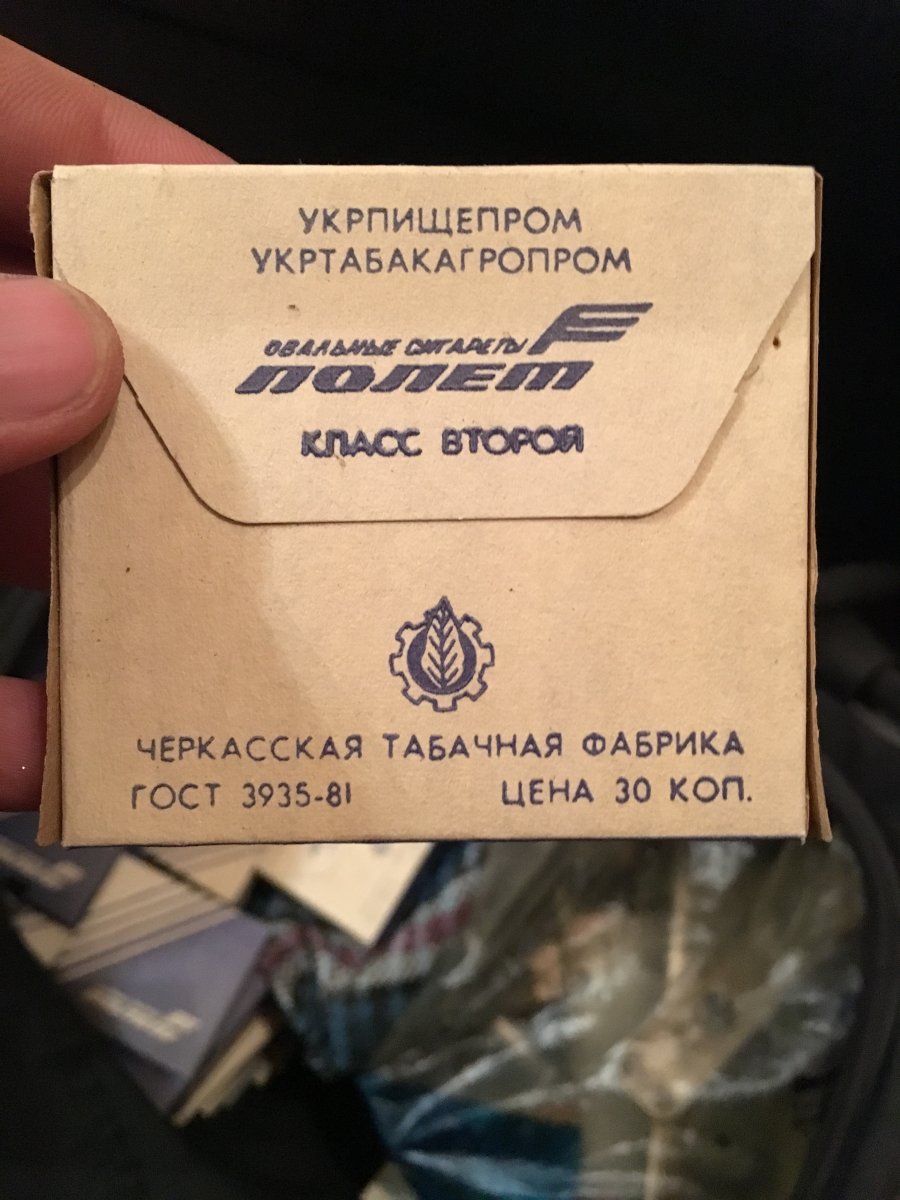 УКРПИЩЕПРОМ
УКРТАБАКАГРОПРОМ
ОВАЛЬНЫЕ СИГАРЕТЫ
ПОЛЕТ
КЛАСС ВТОРОЙ
ЧЕРКАССКАЯ ТАБАЧНАЯ ФАБРИКА
ГОСТ 3935-81 ЦЕНА 30 КОП.